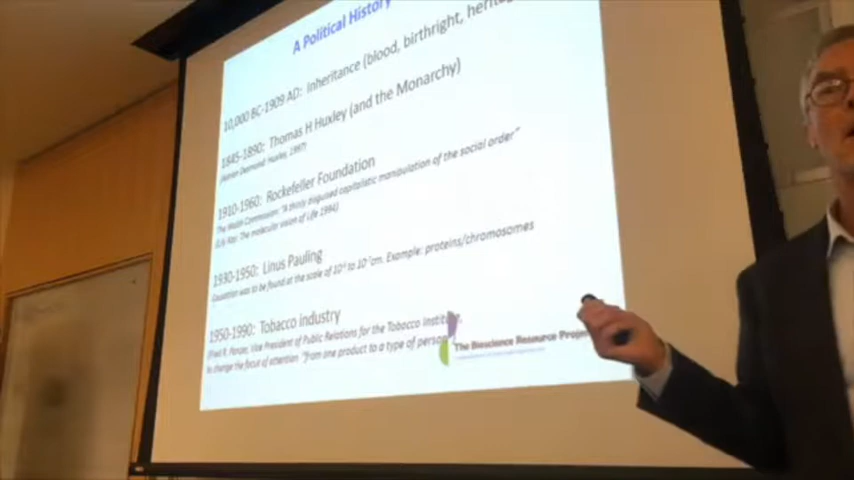 A Political History
10,000 BC-1909 AD: Inheritance (blood, birthright, heritage
1845-1890: Thomas H Huxley (and the Monarchy)
(Adrian Desmond: Huxley, 1997)
1910-1960: Rockefeller Foundation
"A thinly disguised capitalistic manipulation of the social order"
(Lily Kay: The molecular vision of Life 1994)
1930-1950: Linus Pauling
Causation was to be found at the scale of Example: proteins/chromosomes
1950-1990: Tobacco industry
(Fred R. Panzer, Vice President of Public Relations for the Tobacco Institute,
to change the focus of attention "From one product to a type of person
The Bioscience Resource Project